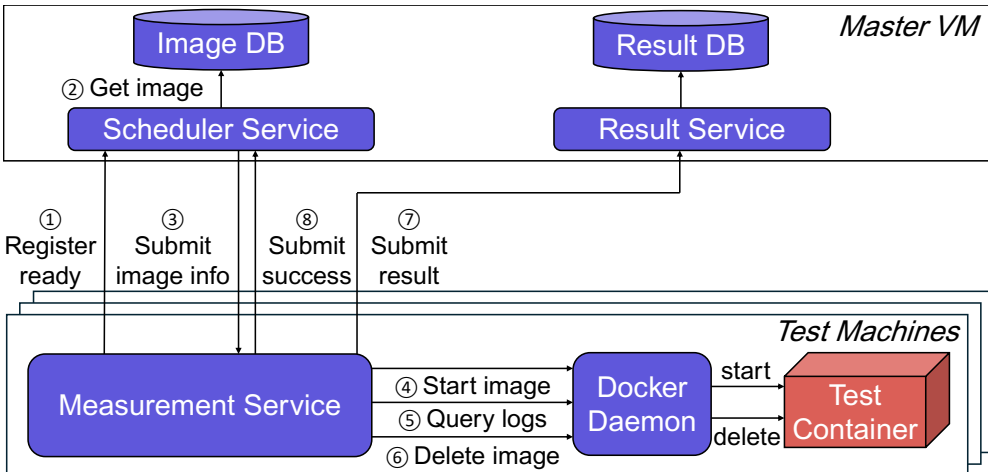 Master VM
Image DB
Result DB
② Get image
Scheduler Service
Result Service
①
Register
ready
③
Submit
image info
⑧
Submit
success
⑦
Submit
result
Test Machines
Measurement Service
④ Start image
⑤ Query logs
⑥ Delete image
Docker
Daemon
start
delete
Test
Container